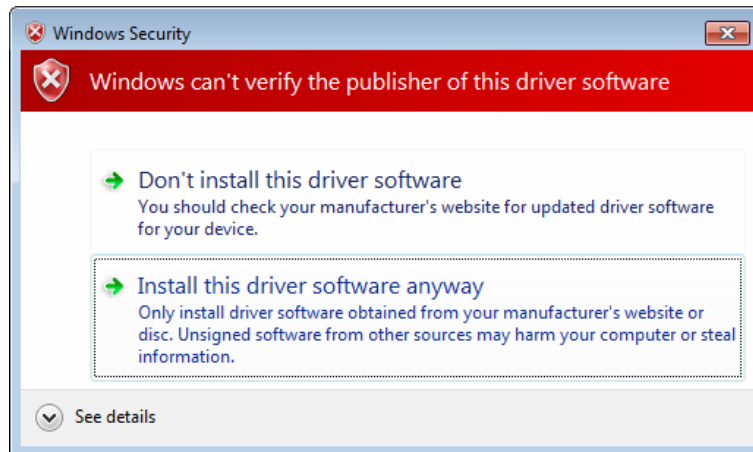 Windows Security
Windows can't verify the publisher of this driver software
Don't install this driver software
You should check your manufacturer's website for updated driver software
for your device.
Install this driver software anyway
Only install driver software obtained from your manufacturer's website or
disc. Unsigned software from other sources may harm your computer or steal
information.
See details